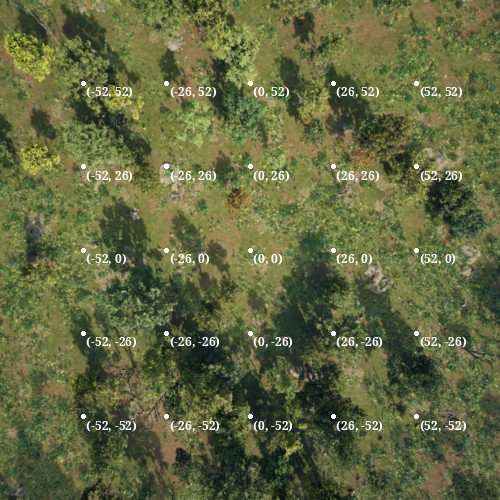 (-52, 52) (-26, 52) (0, 52) (26, 52) (52, 52)
(-52, 26) (-26, 26) (0, 26) (26, 26) (52, 26)
(-52, 0) (-26, 0) (0, 0) (26, 0) (52, 0)
(-52, -26) (-26, -26) (0, -26) (26, -26) (52, -26)
(-52, -52) (-26, -52) (0, -52) (26, -52) (52, -52)